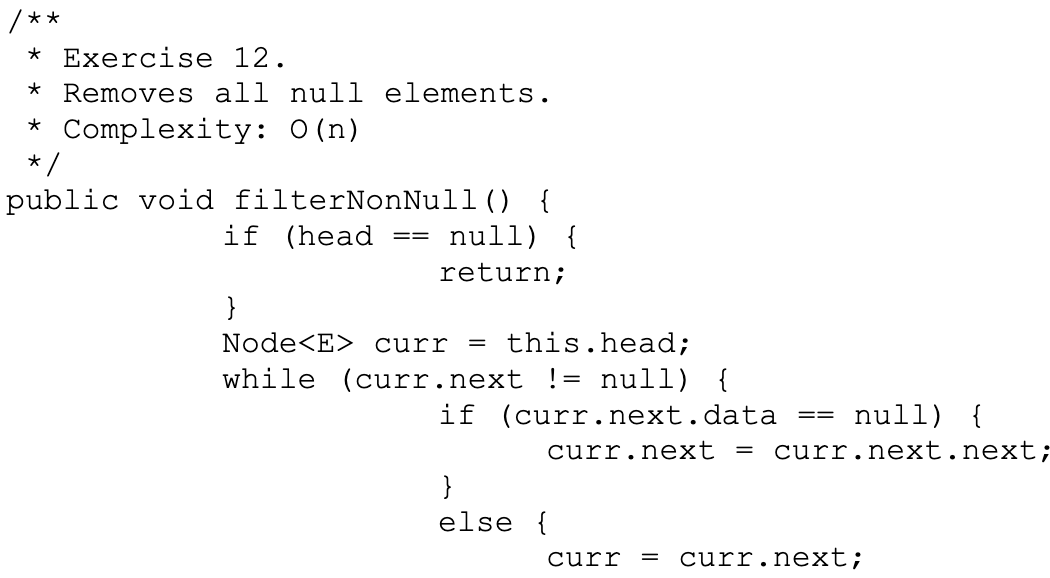 /**
 * Exercise 12.
 * Removes all null elements.
 * Complexity: O(n)
 */
public void filterNonNull() {
            if (head == null) {
                        return;
            }
            Node<E> curr = this.head;
            while (curr.next != null) {
                        if (curr.next.data == null) {
                              curr.next = curr.next.next;
                        }
                        else {
                              curr = curr.next;